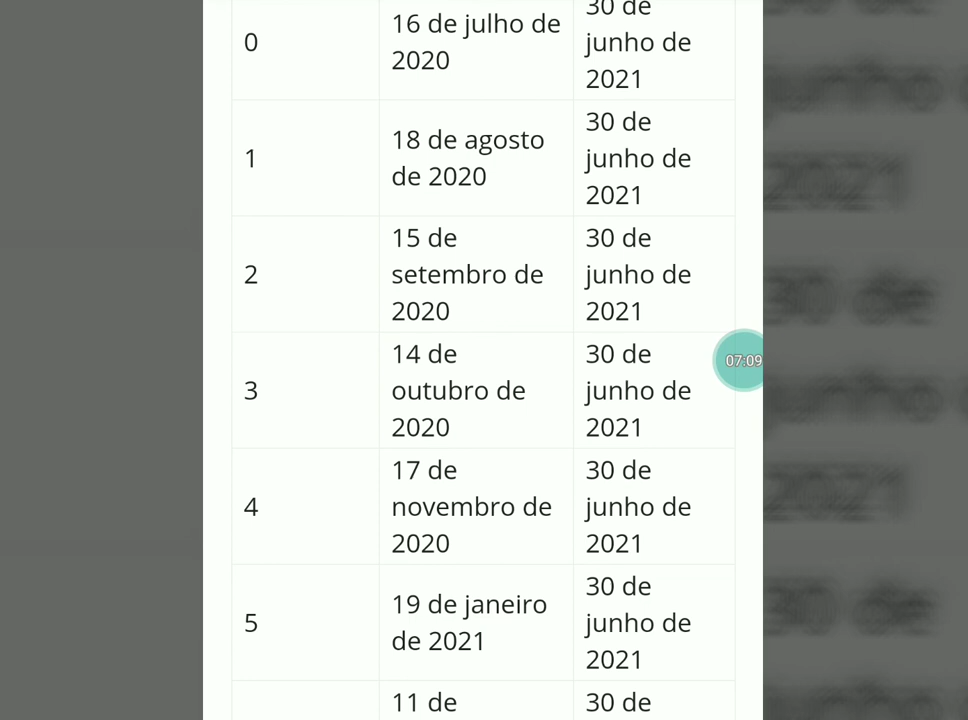 0
16 de julho de
2020
30 de
junho de
2021
1
18 de agosto
de 2020
30 de
junho de
2021
2
15 de
setembro de
2020
30 de
junho de
2021
3
14 de
outubro de
2020
30 de
junho de
2021
07:09
4
17 de
novembro de
2020
30 de
junho de
2021
5
19 de janeiro
de 2021
30 de
junho de
2021
11 de
30 de